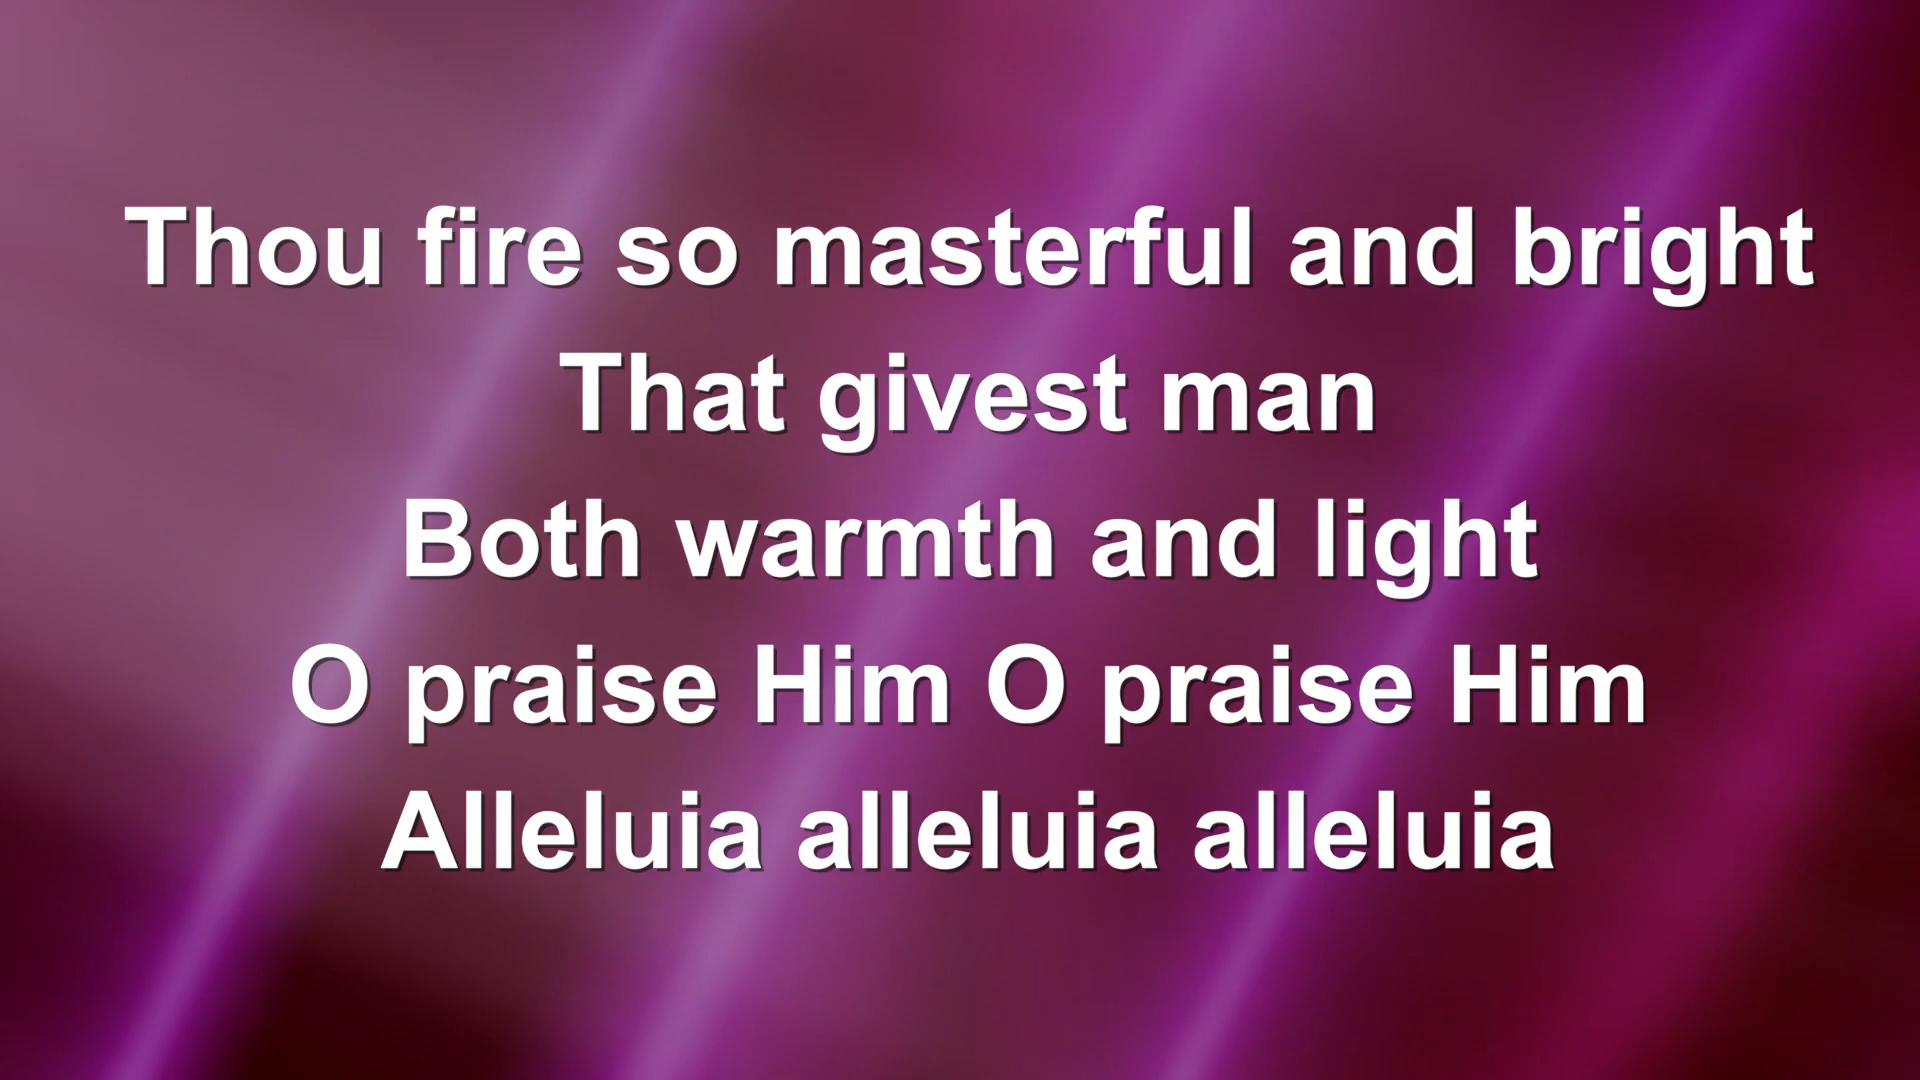 Thou fire so masterful and bright
That givest man
Both warmth and light
O praise Him O praise Him
Alleluia alleluia alleluia